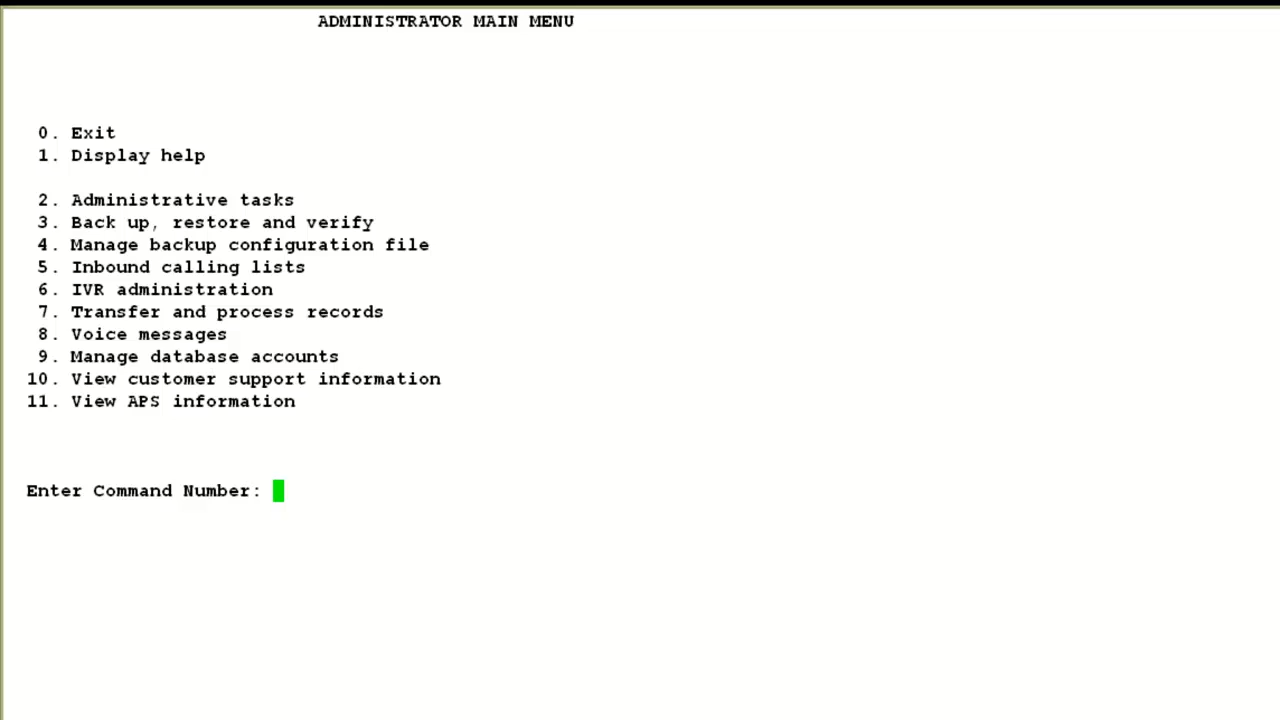 ADMINISTRATOR MAIN MENU
0. Exit
1. Display help
2. Administrative tasks
3. Back up, restore and verify
4. Manage backup configuration file
5. Inbound calling lists
6. IVR administration
7. Transfer and process records
8. Voice messages
9. Manage database accounts
10. View customer support information
11. View APS information
Enter Command Number: